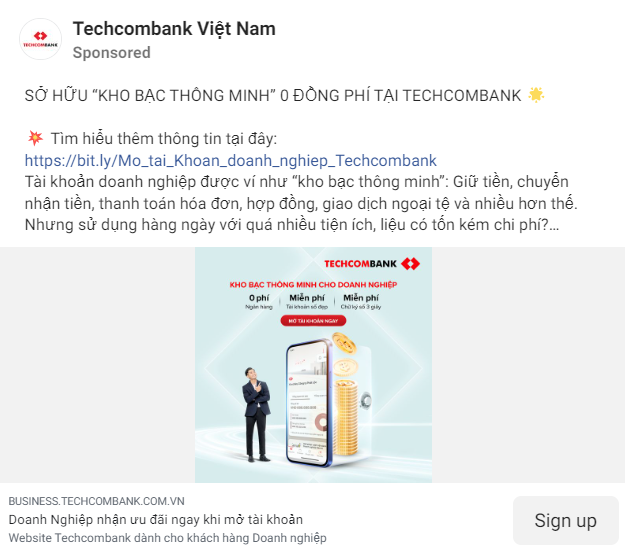 Techcombank Việt Nam
TECHCOMBANK
Sponsored
SỞ HỮU “KHO BẠC THÔNG MINH” 0 ĐỒNG PHÍ TẠI TECHCOMBANK 🌟
💥 Tìm hiểu thêm thông tin tại đây:
https://bit.ly/Mo_tai_Khoan_doanh_nghiep_Techcombank
Tài khoản doanh nghiệp được ví như “kho bạc thông minh”: Giữ tiền, chuyển
nhận tiền, thanh toán hóa đơn, hợp đồng, giao dịch ngoại tệ và nhiều hơn thế.
Nhưng sử dụng hàng ngày với quá nhiều tiện ích, liệu có tốn kém chi phí?...
TECHCOMBANK
KHO BẠC THÔNG MINH CHO DOANH NGHIỆP
0 phí Miễn phí Miễn phí
Ngân hàng Tài khoản số đẹp Chữ ký số 3 giây
MỞ TÀI KHOẢN NGAY
BUSINESS.TECHCOMBANK.COM.VN
Doanh Nghiệp nhận ưu đãi ngay khi mở tài khoản
Website Techcombank dành cho khách hàng Doanh nghiệp
Sign up